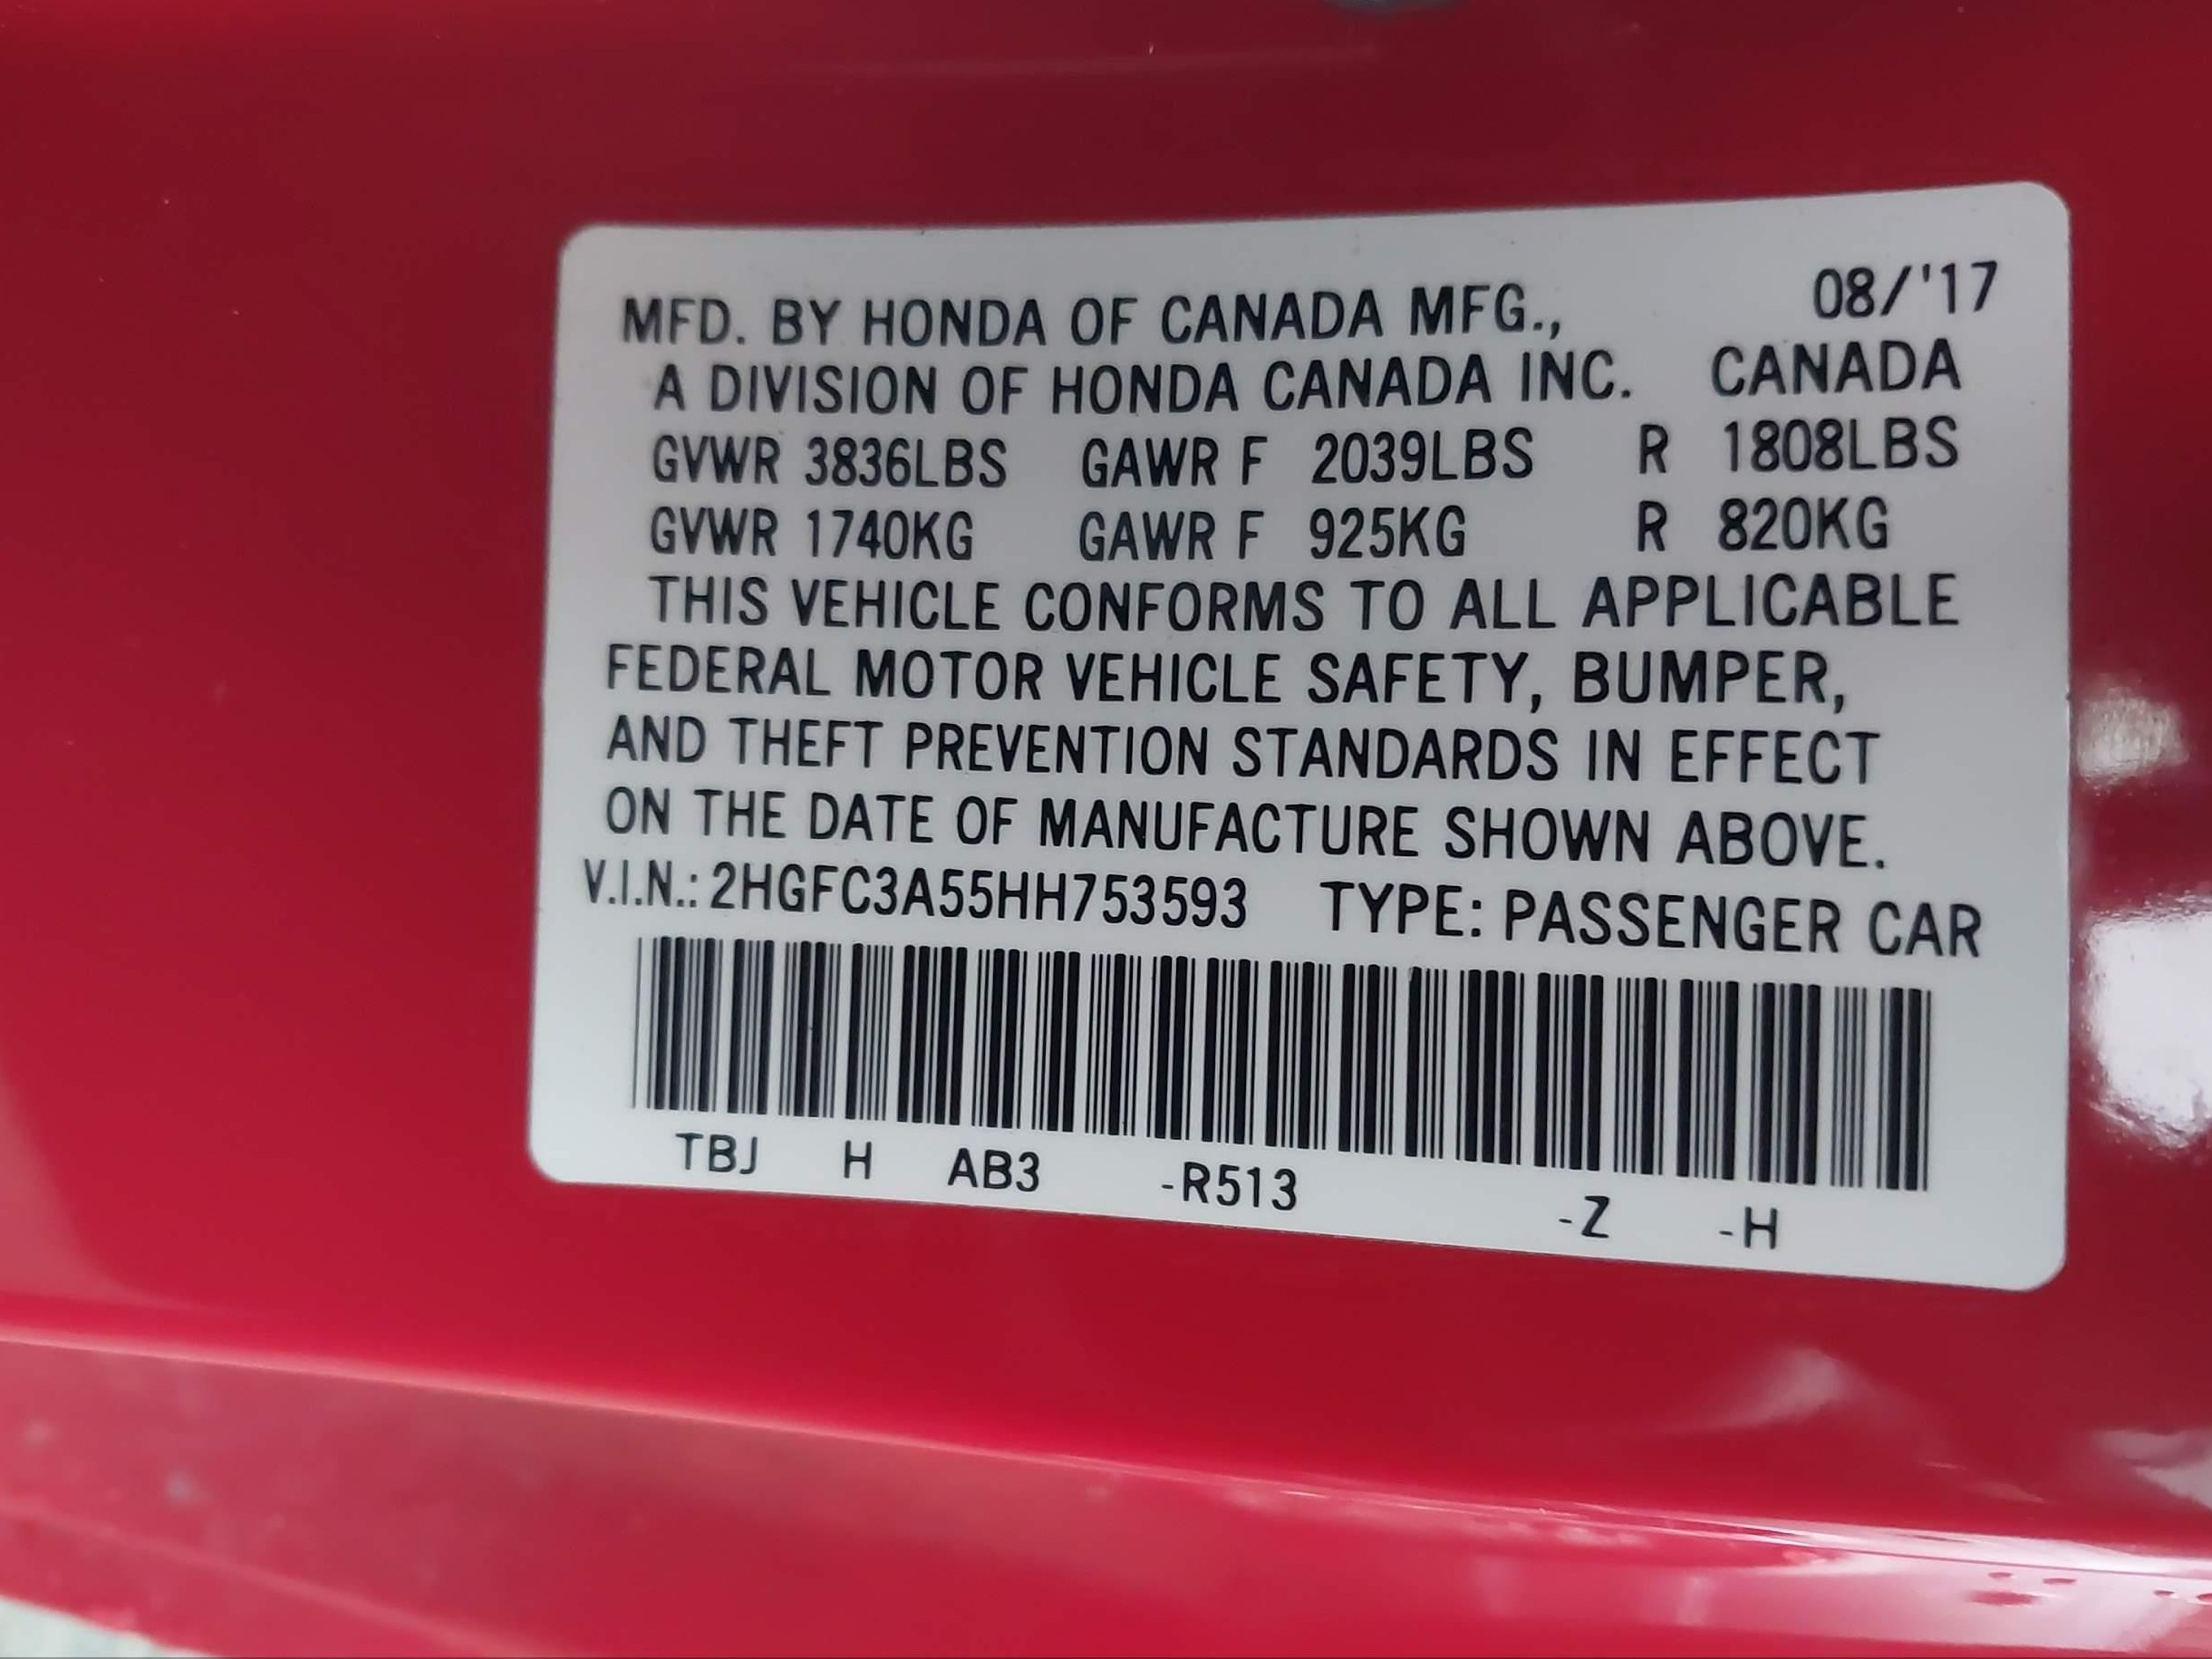 08/'17
MFD. BY HONDA OF CANADA MFG.,
A DIVISION OF HONDA CANADA INC. CANADA
GVWR 3836LBS GAWR F 2039LBS R 1808LBS
GVWR 1740KG GAWR F 925KG R 820KG
THIS VEHICLE CONFORMS TO ALL APPLICABLE
FEDERAL MOTOR VEHICLE SAFETY, BUMPER,
AND THEFT PREVENTION STANDARDS IN EFFECT
ON THE DATE OF MANUFACTURE SHOWN ABOVE.
V.I.N.: 2HGFC3A55HH753593 TYPE: PASSENGER CAR
TBJ H AB3 -R513 -Z -H